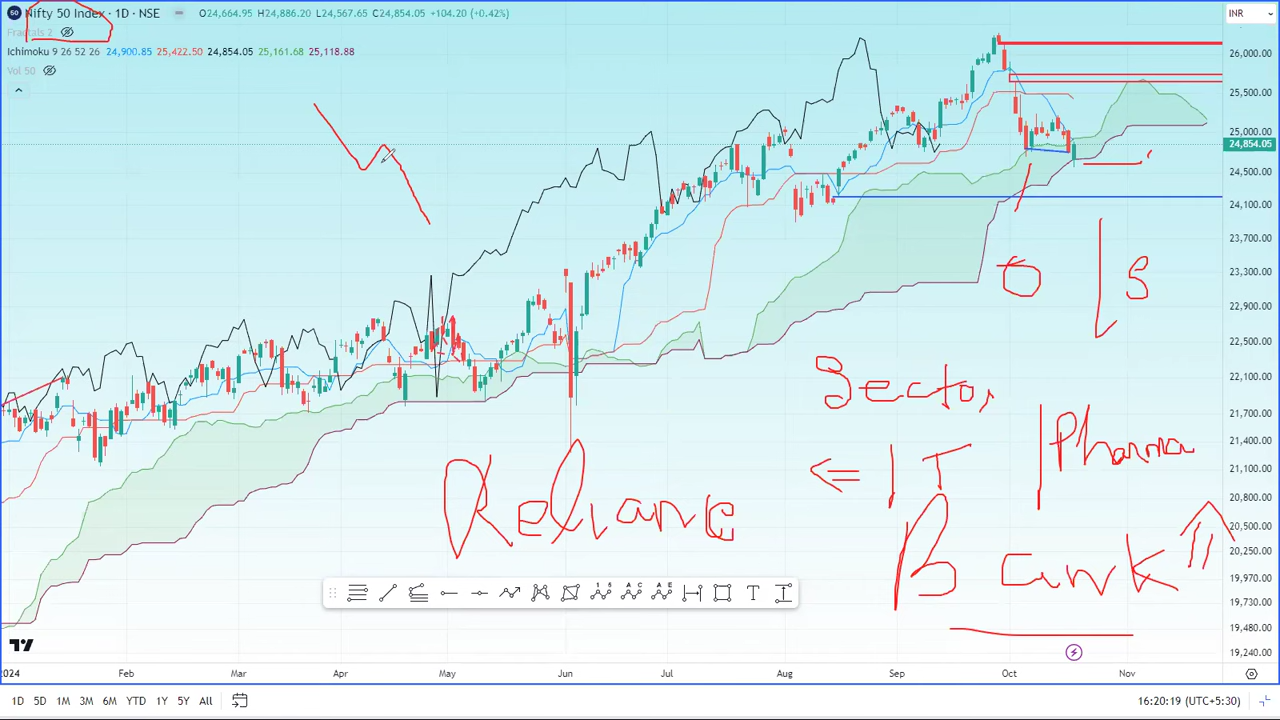 Nifty 50 Index · 1D · NSE O24,664.95 H24,886.20 L24,567.65 C24,854.05 +104.20 (+0.42%)
INR
Fractals 2
Ichimoku 9 26 52 26 24,900.85 25,422.50 24,854.05 25,161.68 25,118.88
Vol 50
26,000.00
25,500.00
25,000.00
24,854.05
24,500.00
24,100.00
23,700.00
23,300.00
22,900.00
22,500.00
22,100.00
21,700.00
21,400.00
21,100.00
20,800.00
20,500.00
20,250.00
19,970.00
19,730.00
19,480.00
19,240.00
O S
Sector
IT Pharma
Reliance
Bank
2024 Feb Mar Apr May Jun Jul Aug Sep Oct Nov
1D 5D 1M 3M 6M YTD 1Y 5Y All
16:20:19 (UTC+5:30)